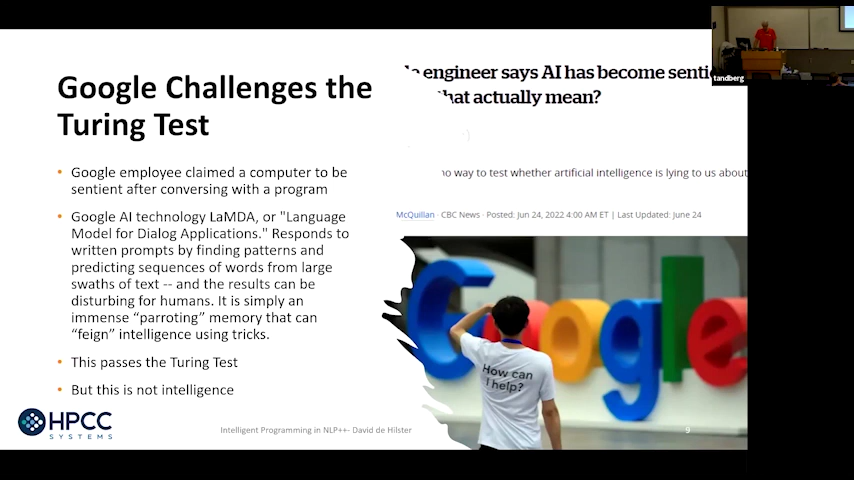 Google Challenges the
Turing Test
• Google employee claimed a computer to be
sentient after conversing with a program
• Google AI technology LaMDA, or "Language
Model for Dialog Applications." Responds to
written prompts by finding patterns and
predicting sequences of words from large
swaths of text -- and the results can be
disturbing for humans. It is simply an
immense “parroting” memory that can
“feign” intelligence using tricks.
• This passes the Turing Test
• But this is not intelligence
HPCC
SYSTEMS
Intelligent Programming in NLP++- David de Hilster
9
engineer says AI has become
that actually mean?
no way to test whether artificial intelligence is lying to us about
McQuillan · CBC News · Posted: Jun 24, 2022 4:00 AM ET | Last Updated: June 24
Google
How can
I help?
tandberg